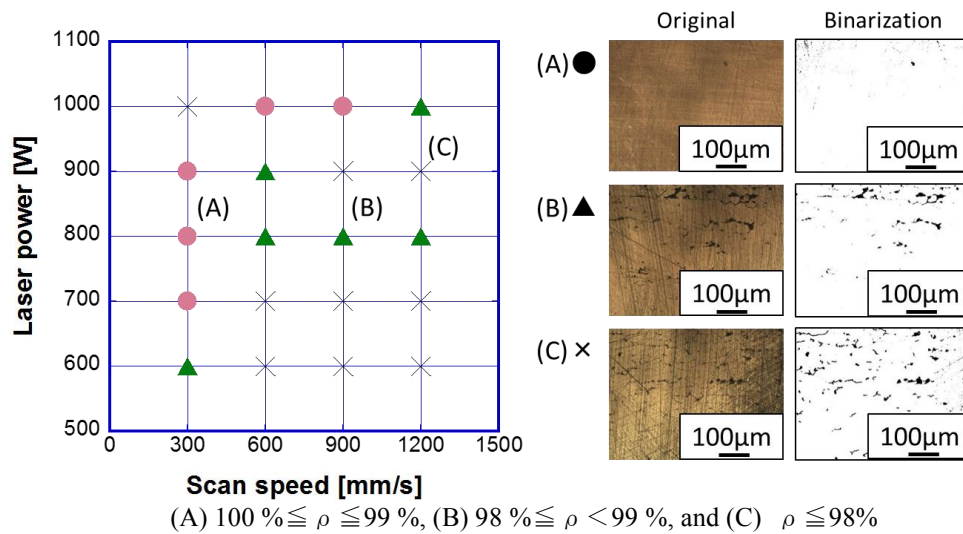 Original Binarization
1100
1000
900
800
700
600
500
Laser power [W]
0 300 600 900 1200 1500
Scan speed [mm/s]
(A)
(B)
(C)
(A) ●
100μm 100μm
(B) ▲
100μm 100μm
(C) ×
100μm 100μm
(A) 100 %≦ ρ ≦99 %, (B) 98 %≦ ρ <99 %, and (C) ρ ≦98%